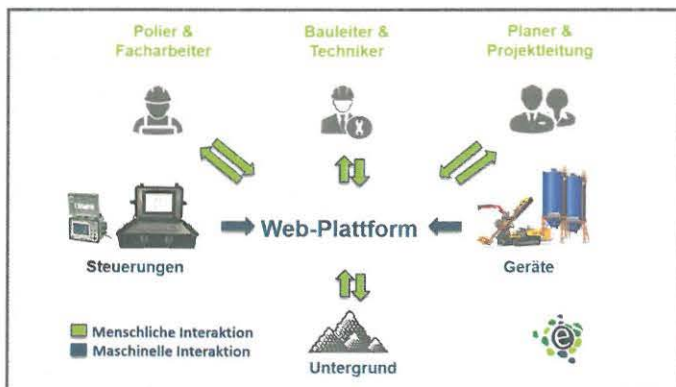 Polier &
Facharbeiter
Bauleiter &
Techniker
Planer &
Projektleitung
Web-Plattform
Steuerungen
Geräte
Menschliche Interaktion
Maschinelle Interaktion
Untergrund
e